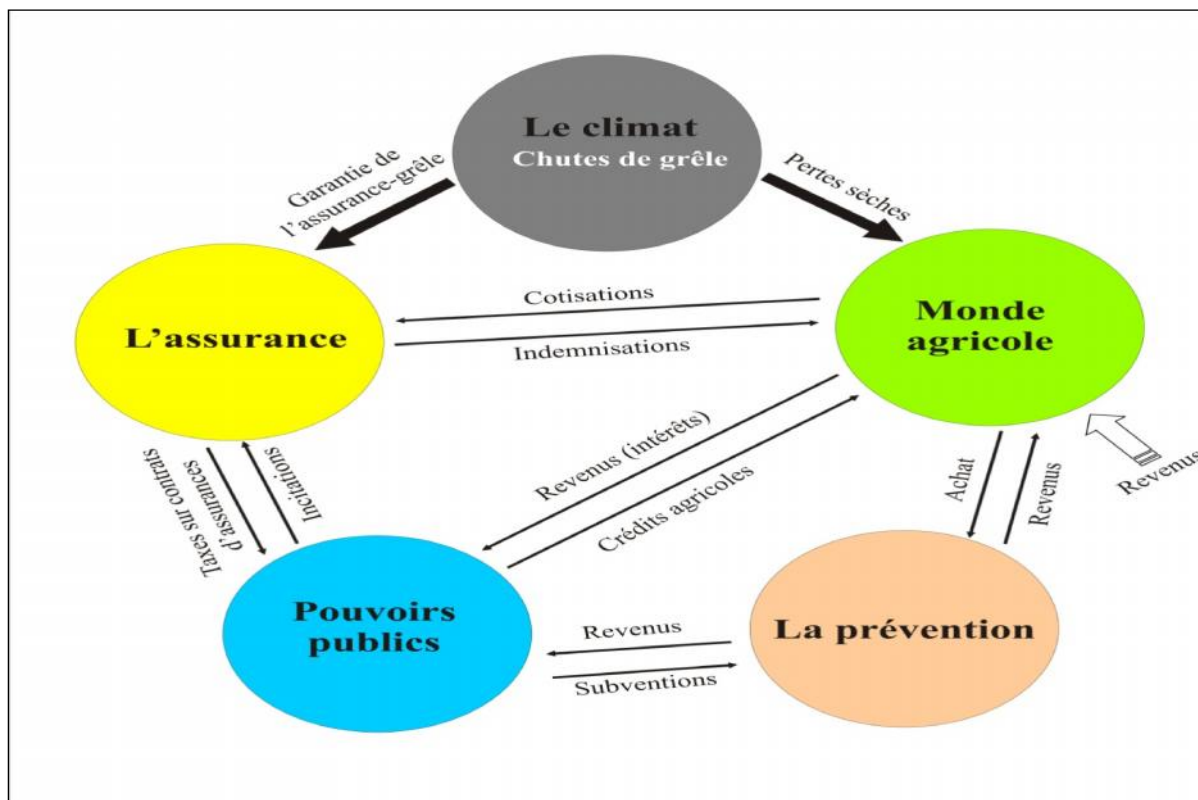 Le climat
Chutes de grêle
Garantie de
l'assurance-grêle
Pertes sèches
L'assurance
Cotisations
Indemnisations
Monde
agricole
Revenus (intérêts)
Crédits agricoles
Achat
Revenus
Revenus
Taxes sur contrats
d'assurances
Incitations
Pouvoirs
publics
Revenus
Subventions
La prévention